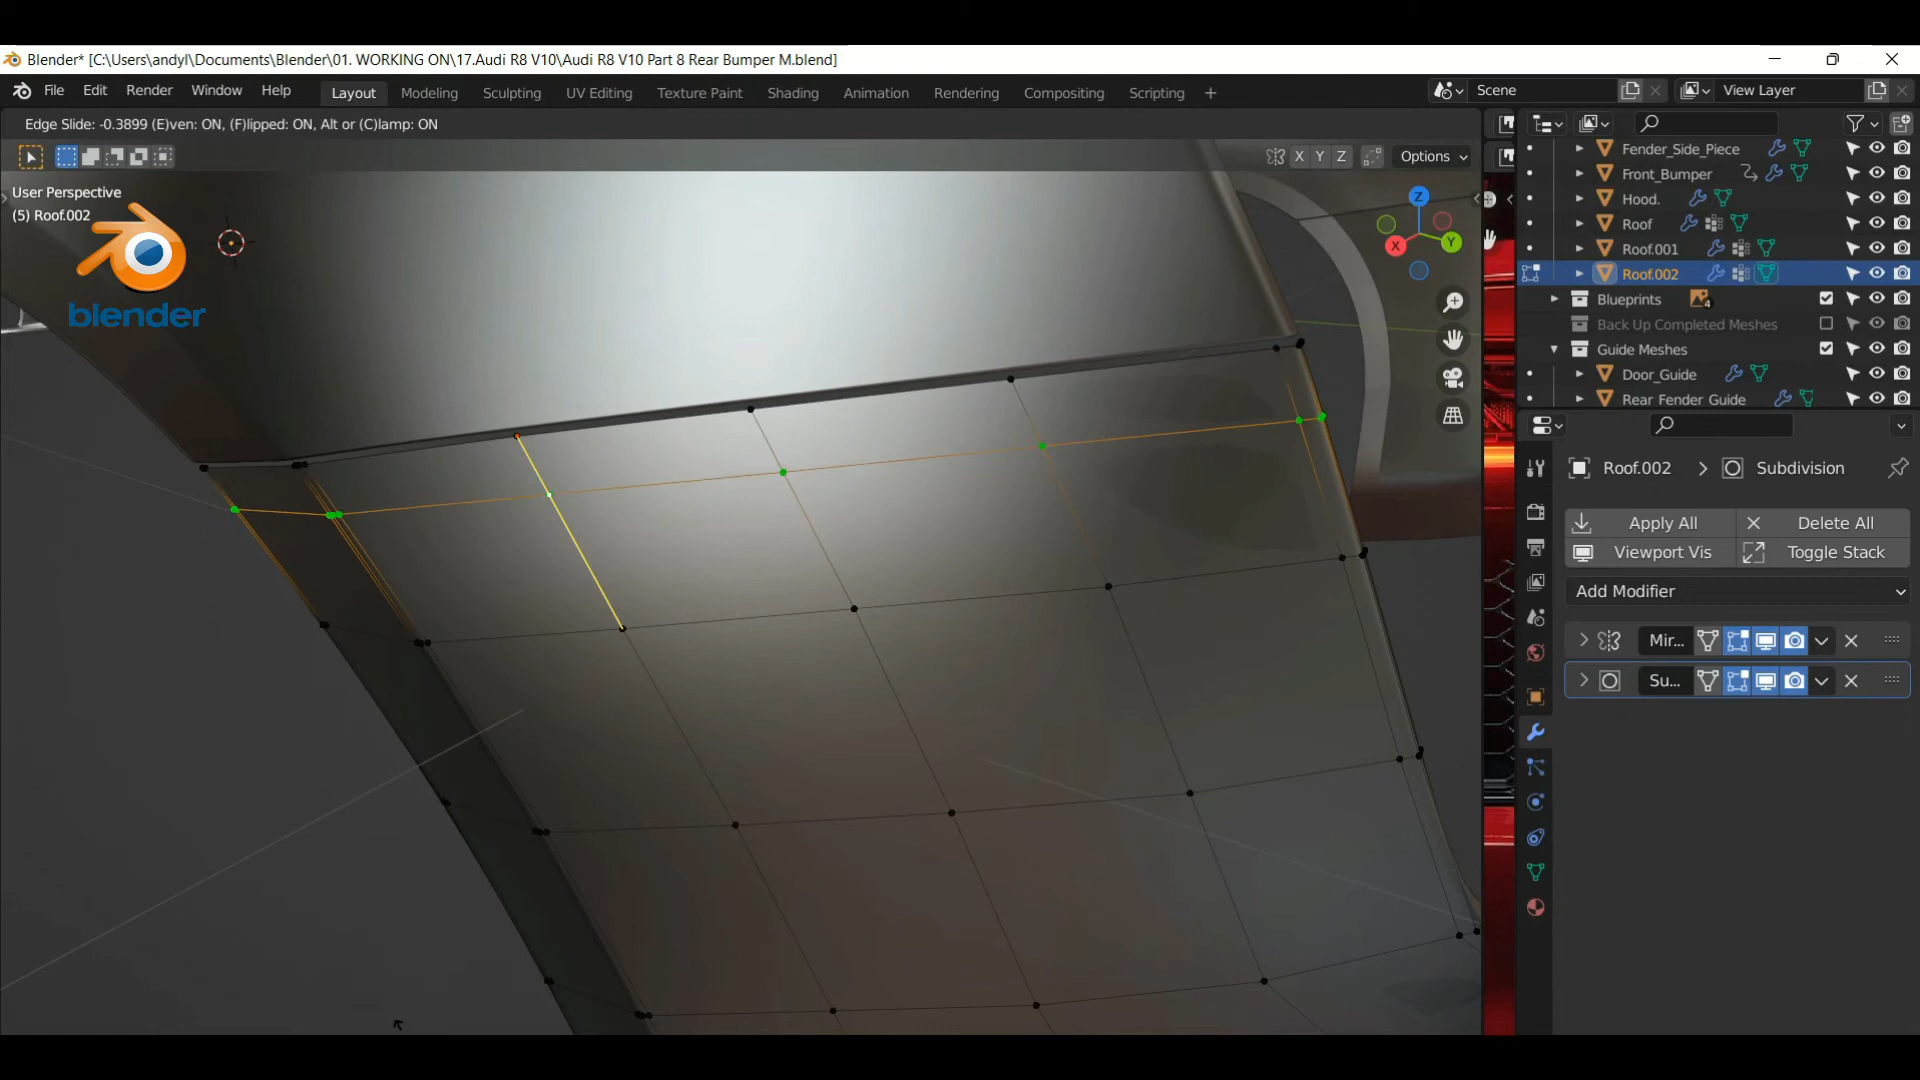 Blender* [C:\Users\andyl\Documents\Blender\01. WORKING ON\17.Audi R8 V10\Audi R8 V10 Part 8 Rear Bumper M.blend]
File Edit Render Window Help Layout Modeling Sculpting UV Editing Texture Paint Shading Animation Rendering Compositing Scripting + Scene View Layer
Edge Slide: -0.3899 (E)ven: ON, (F)lipped: ON, Alt or (C)lamp: ON
X Y Z Options
User Perspective
(5) Roof.002
blender
Z
X
Y
Fender_Side_Piece
Front_Bumper
Hood.
Roof
Roof.001
Roof.002
Blueprints 4
Back Up Completed Meshes
Guide Meshes
Door_Guide
Rear Fender Guide
Roof.002 > Subdivision
Apply All Delete All
Viewport Vis Toggle Stack
Add Modifier
Mir...
Su...